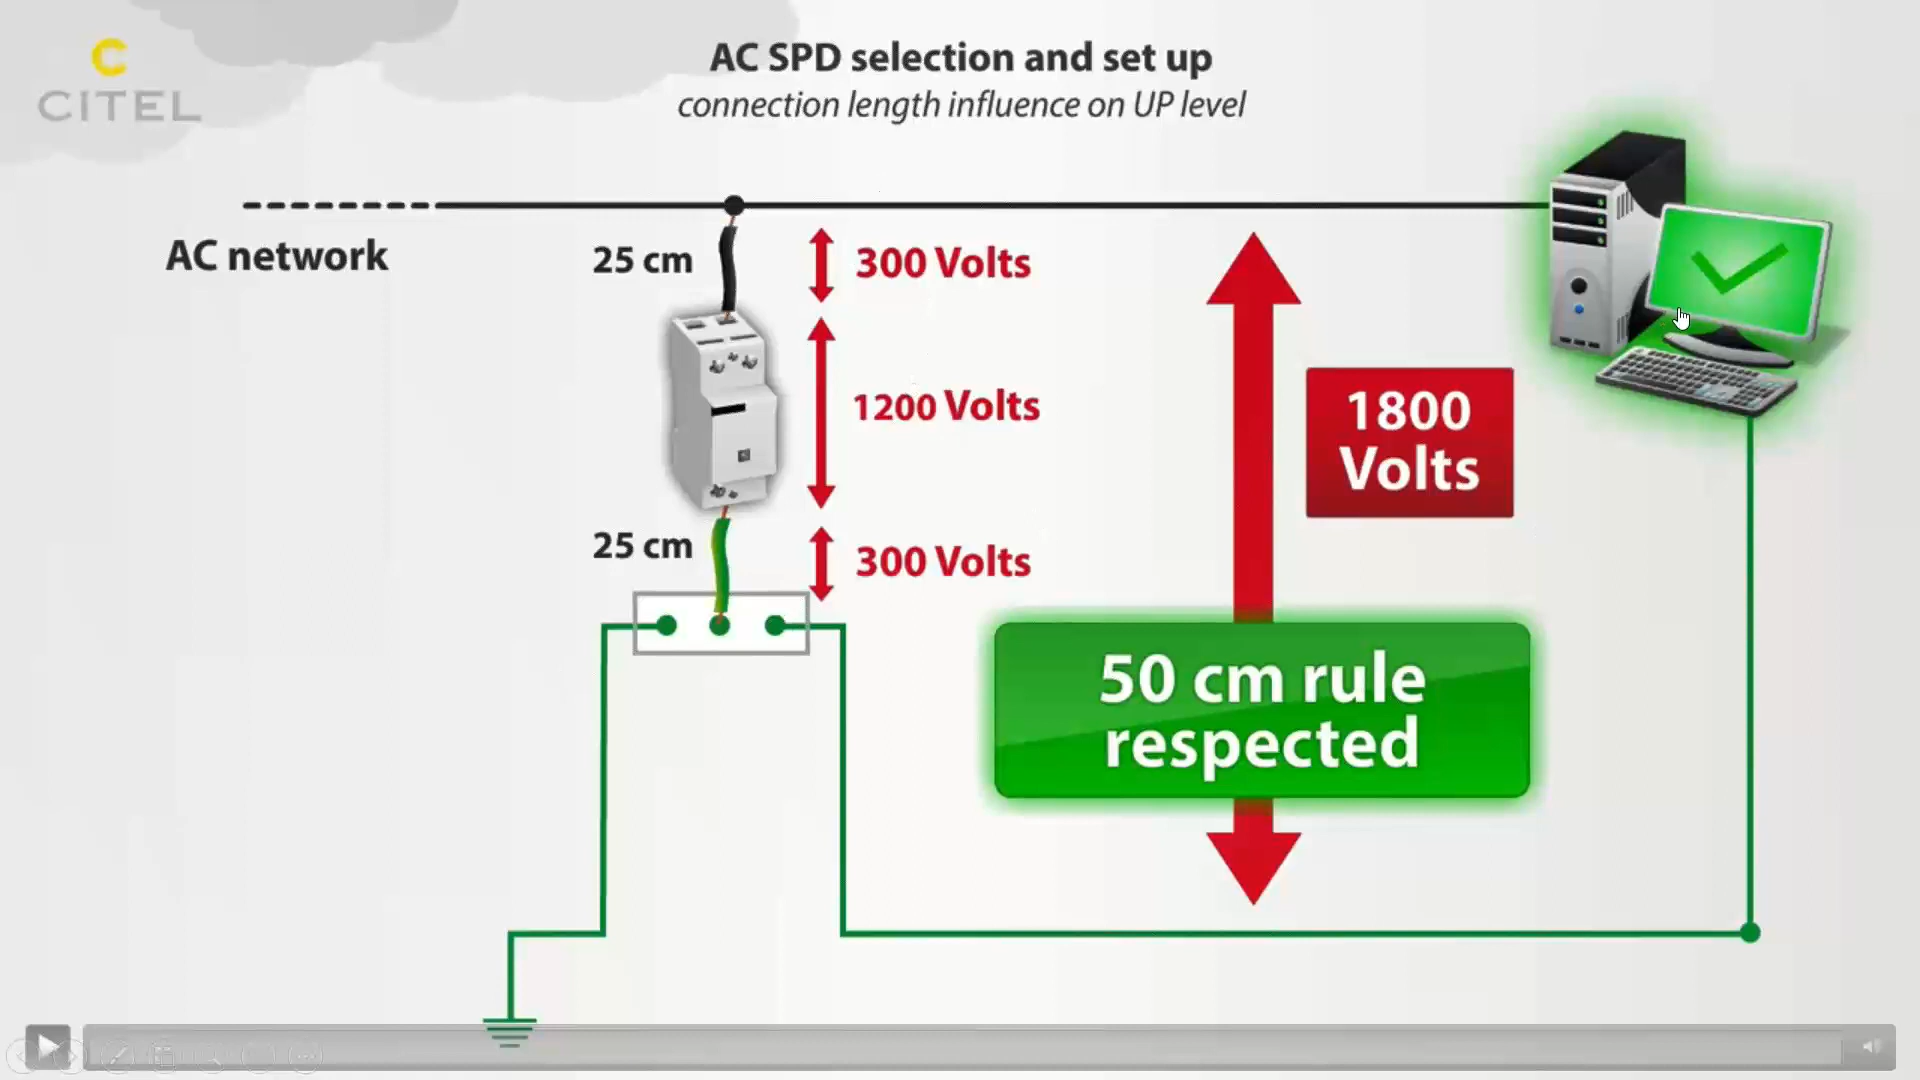 C
CITEL
AC SPD selection and set up
connection length influence on UP level
AC network
25 cm
300 Volts
1200 Volts
1800
Volts
25 cm
300 Volts
50 cm rule
respected